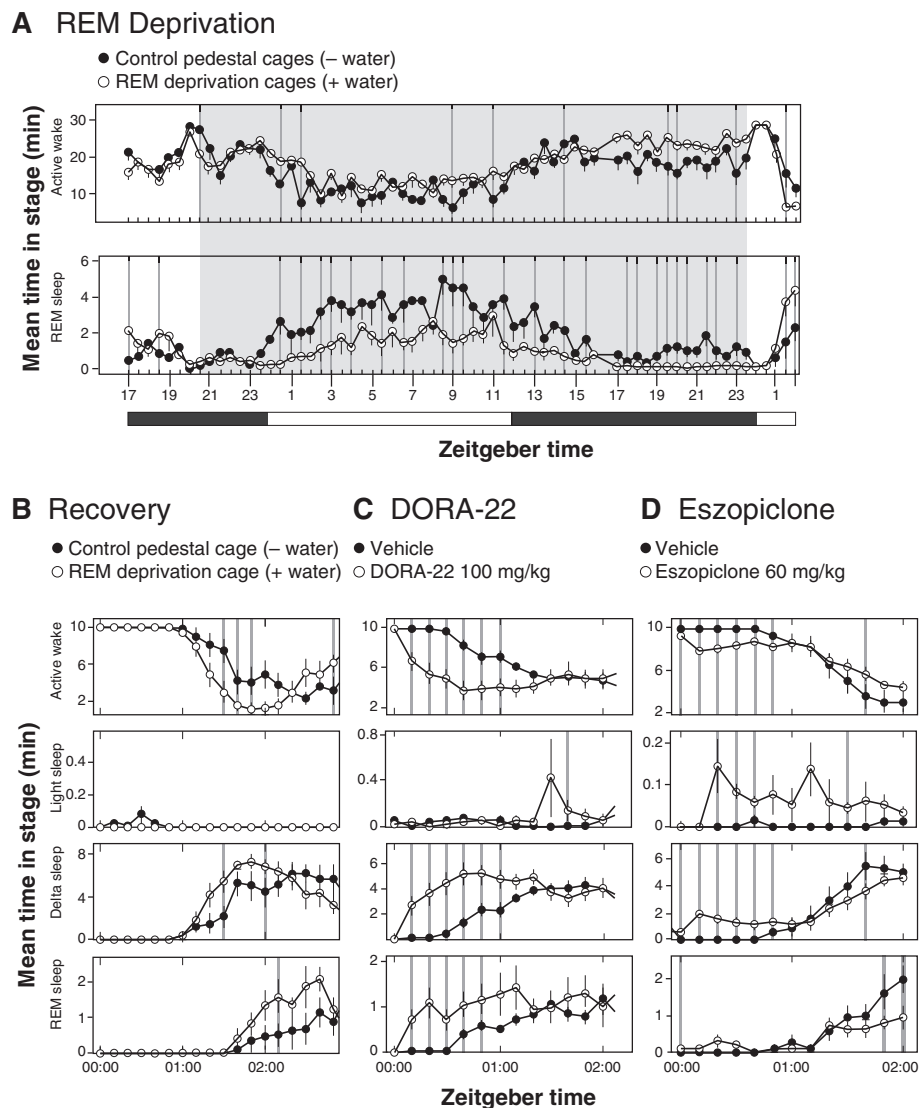 A REM Deprivation
● Control pedestal cages (– water)
○ REM deprivation cages (+ water)
Mean time in stage (min)
Active wake
30
20
10
REM sleep
6
4
2
0
17 19 21 23 1 3 5 7 9 11 13 15 17 19 21 23 1
Zeitgeber time
B Recovery
● Control pedestal cage (– water)
○ REM deprivation cage (+ water)
C DORA-22
● Vehicle
○ DORA-22 100 mg/kg
D Eszopiclone
● Vehicle
○ Eszopiclone 60 mg/kg
Mean time in stage (min)
Active wake
10
6
2
10
6
2
10
6
2
Light sleep
0.4
0.2
0
0.8
0.4
0
0.2
0.1
0
Delta sleep
8
4
0
6
4
2
0
6
4
2
0
REM sleep
2
1
0
2
1
0
2
1
0
00:00 01:00 02:00 00:00 01:00 02:00 00:00 01:00 02:00
Zeitgeber time